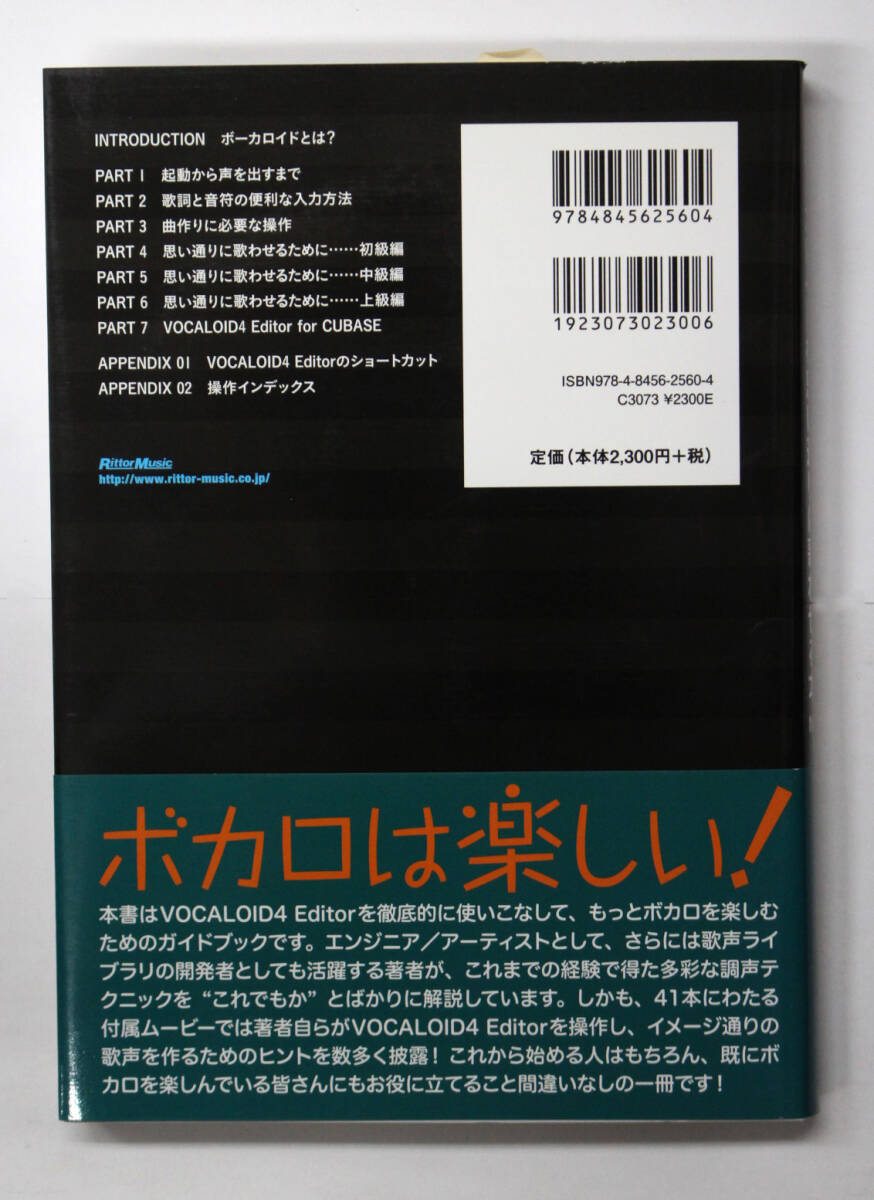 INTRODUCTION ボーカロイドとは?
PART 1 起動から声を出すまで
PART 2 歌詞と音符の便利な入力方法
PART 3 曲作りに必要な操作
PART 4 思い通りに歌わせるために……初級編
PART 5 思い通りに歌わせるために……中級編
PART 6 思い通りに歌わせるために……上級編
PART 7 VOCALOID4 Editor for CUBASE
APPENDIX 01 VOCALOID4 Editorのショートカット
APPENDIX 02 操作インデックス
RittorMusic
http://www.rittor-music.co.jp/
9784845625604
1923073023006
ISBN978-4-8456-2560-4
C3073 ¥2300E
定価(本体2,300円+税)
ボカロは楽しい!
本書はVOCALOID4 Editorを徹底的に使いこなして、もっとボカロを楽しむ
ためのガイドブックです。エンジニア/アーティストとして、さらには歌声ライ
ブラリの開発者としても活躍する著者が、これまでの経験で得た多彩な調声テ
クニックを“これでもか”とばかりに解説しています。しかも、41本にわたる
付属ムービーでは著者自らがVOCALOID4 Editorを操作し、イメージ通りの
歌声を作るためのヒントを数多く披露!これから始める人はもちろん、既にボ
カロを楽しんでいる皆さんにもお役に立てること間違いなしの一冊です!